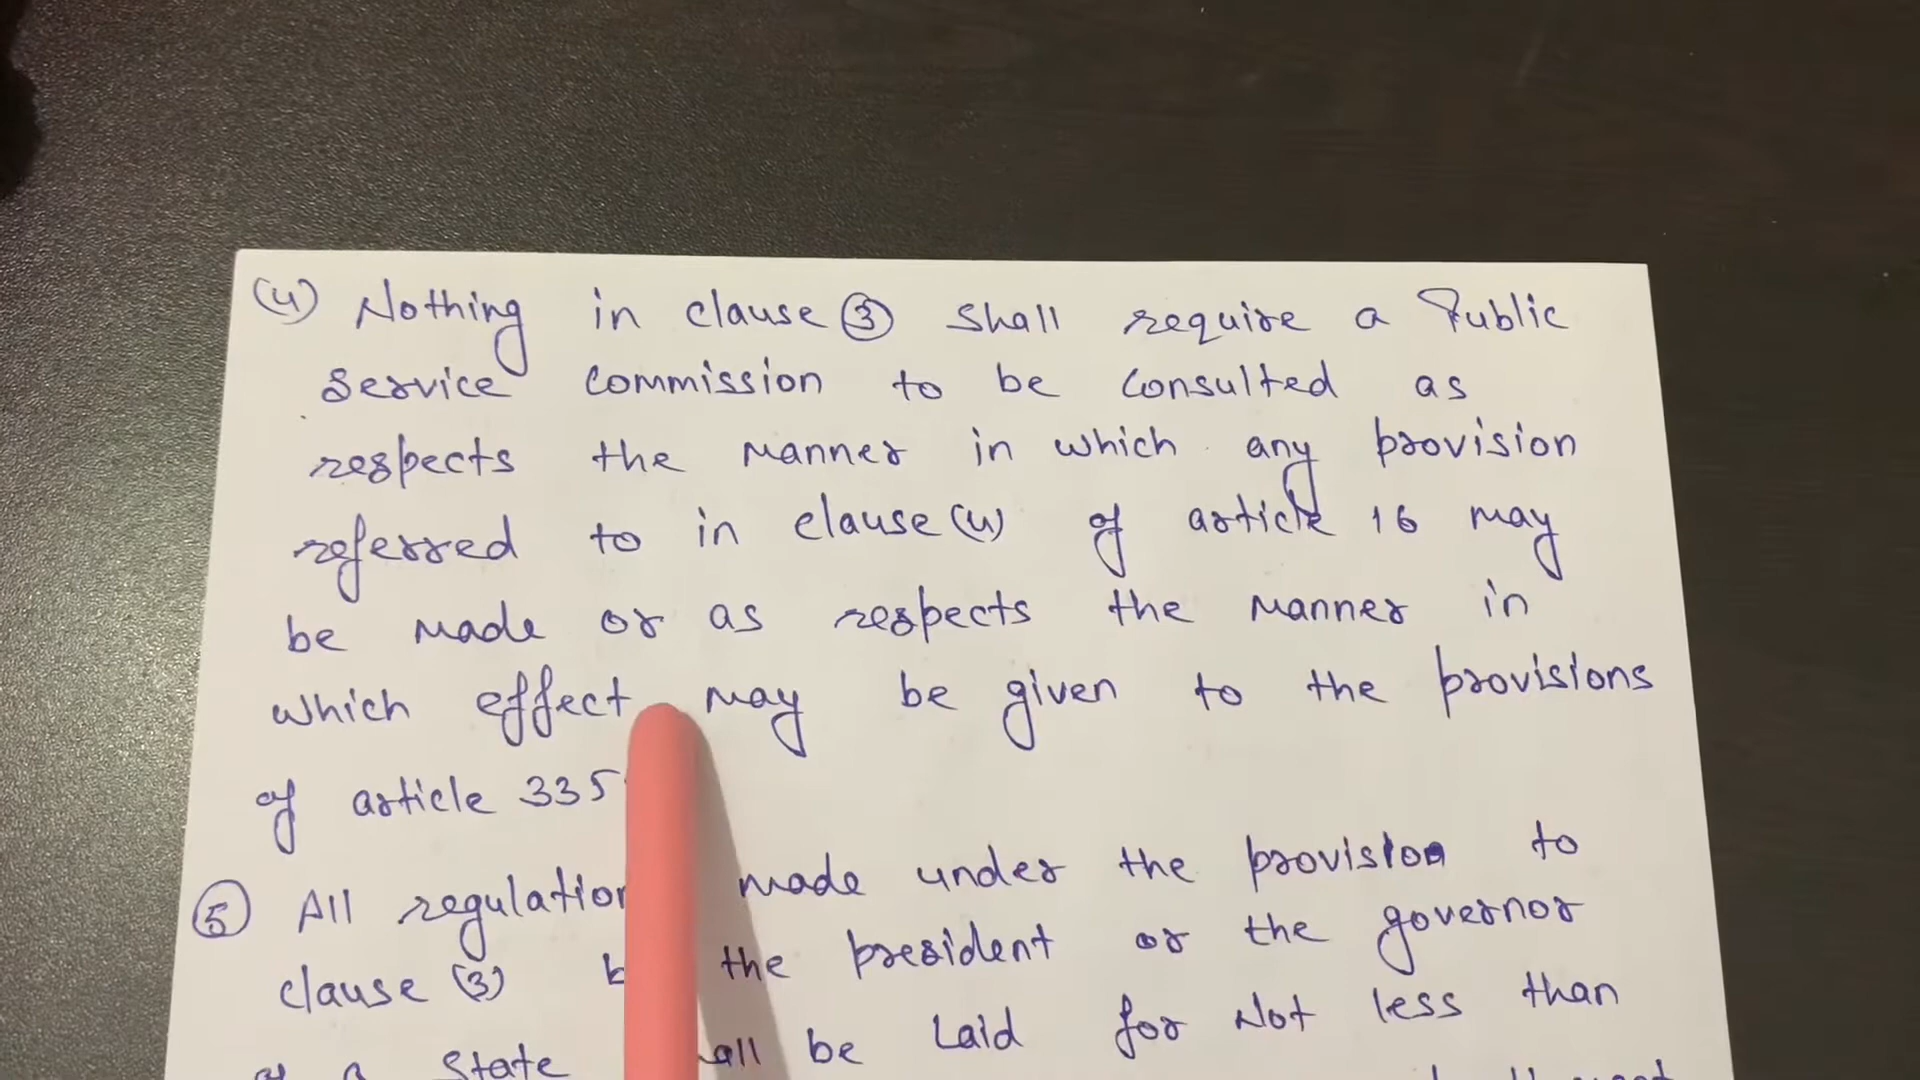 (4) Nothing in clause (3) shall require a Public
Service Commission to be consulted as
respects the manner in which any provision
referred to in clause (4) of article 16 may
be made or as respects the manner in
which effect may be given to the provisions
of article 335
(5) All regulation made under the provision to
clause (3) the president or the governor
of a State be laid for not less than